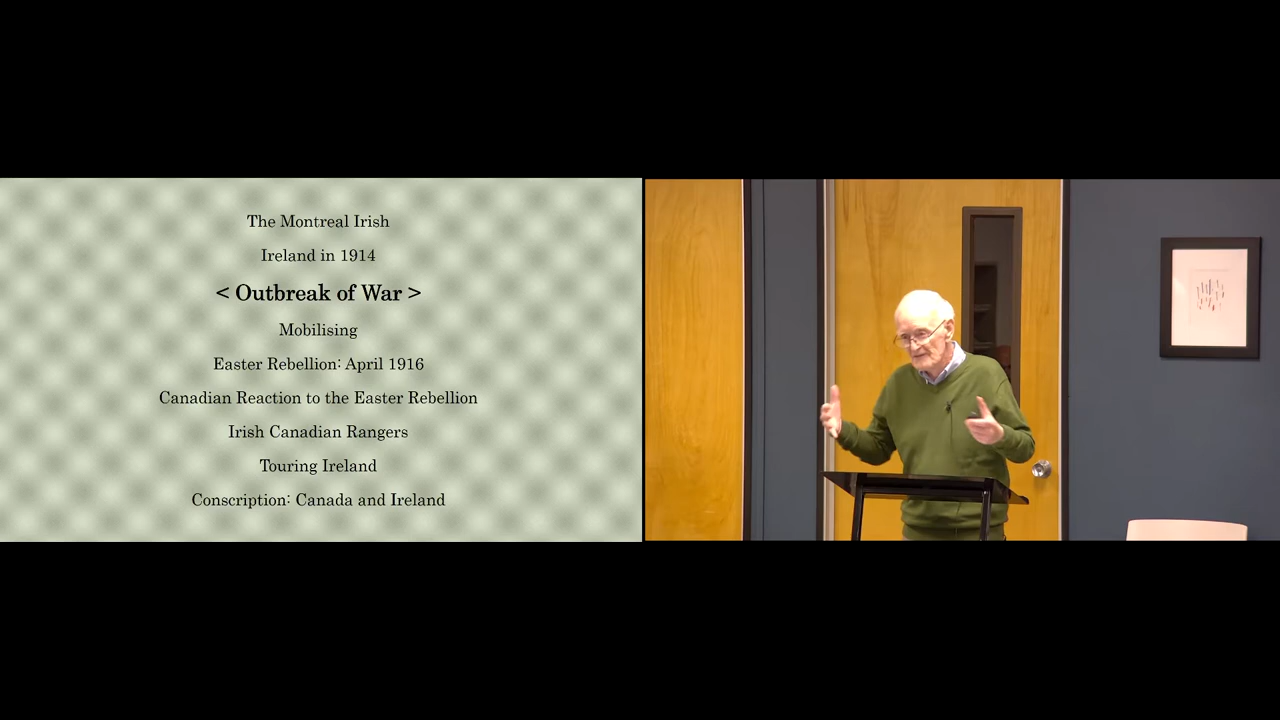 The Montreal Irish
Ireland in 1914
< Outbreak of War >
Mobilising
Easter Rebellion: April 1916
Canadian Reaction to the Easter Rebellion
Irish Canadian Rangers
Touring Ireland
Conscription: Canada and Ireland